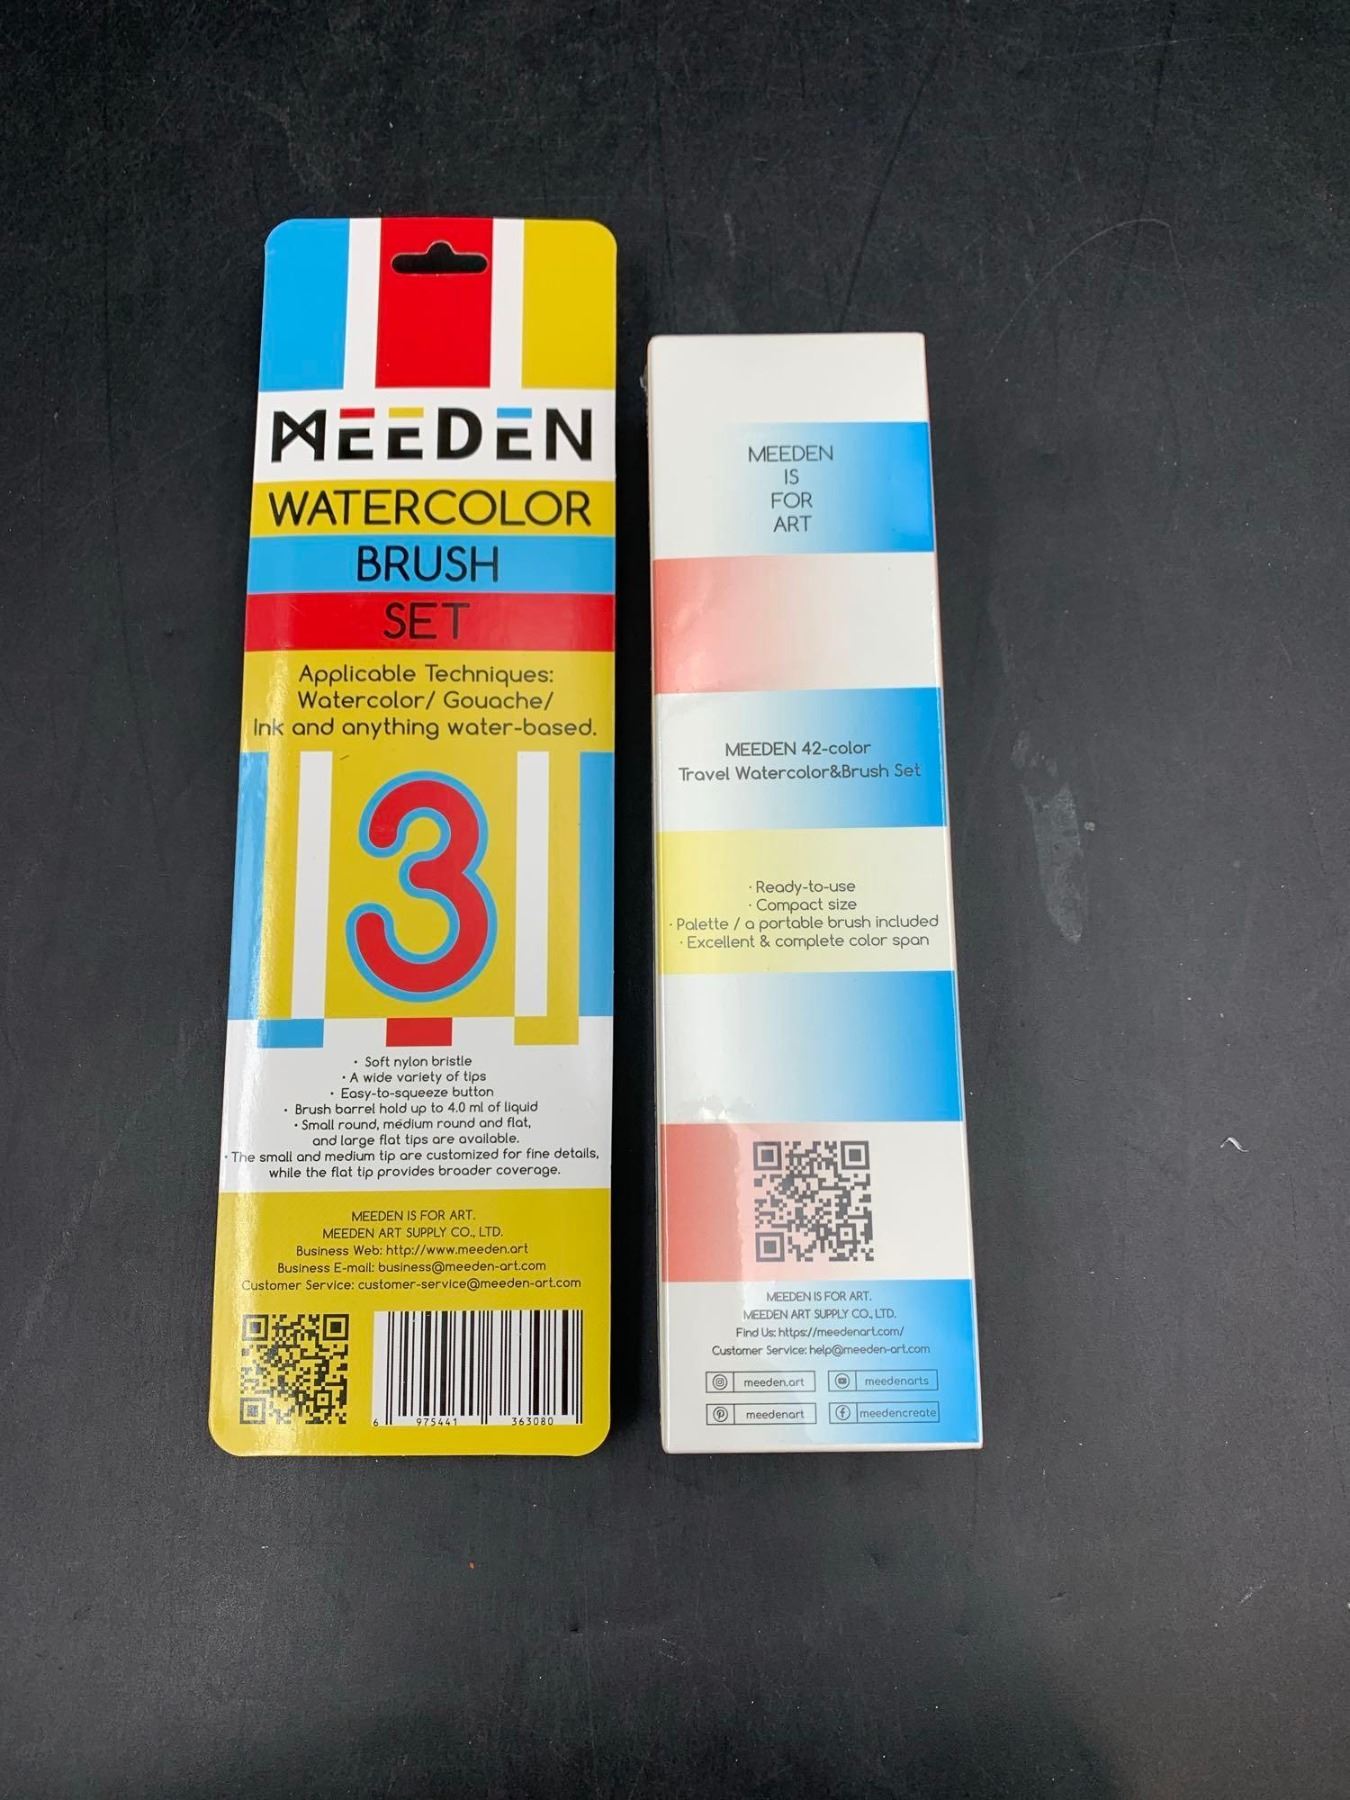 MEEDEN
WATERCOLOR
BRUSH
SET
Applicable Techniques:
Watercolor/ Gouache/
Ink and anything water-based.
3
· Soft nylon bristle
· A wide variety of tips
· Easy-to-squeeze button
· Brush barrel hold up to 4.0 ml of liquid
· Small round, medium round and flat,
and large flat tips are available.
· The small and medium tip are customized for fine details,
while the flat tip provides broader coverage.
MEEDEN IS FOR ART.
MEEDEN ART SUPPLY CO., LTD.
Business Web: http://www.meeden.art
Business E-mail: business@meeden-art.com
Customer Service: customer-service@meeden-art.com
6 975441 363080
MEEDEN
IS
FOR
ART
MEEDEN 42-color
Travel Watercolor&Brush Set
· Ready-to-use
· Compact size
· Palette / a portable brush included
· Excellent & complete color span
MEEDEN IS FOR ART.
MEEDEN ART SUPPLY CO., LTD.
Find Us: https://meedenart.com/
Customer Service: help@meeden-art.com
meeden.art
meedenarts
meedenart
meedencreate